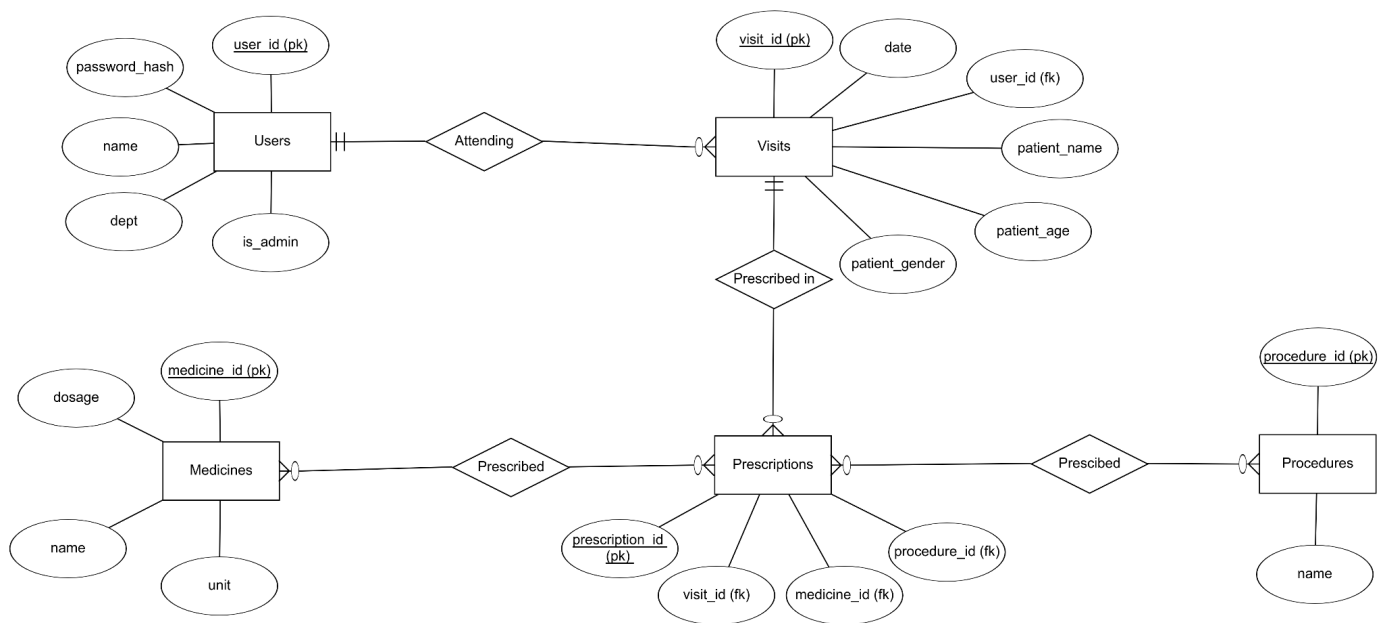 user_id (pk)
password_hash
name
dept
is_admin
Users
Attending
visit_id (pk)
date
user_id (fk)
patient_name
patient_age
patient_gender
Visits
Prescribed in
medicine_id (pk)
dosage
Medicines
name
unit
Prescribed
Prescriptions
prescription_id
(pk)
visit_id (fk)
medicine_id (fk)
procedure_id (fk)
Prescibed
procedure_id (pk)
Procedures
name